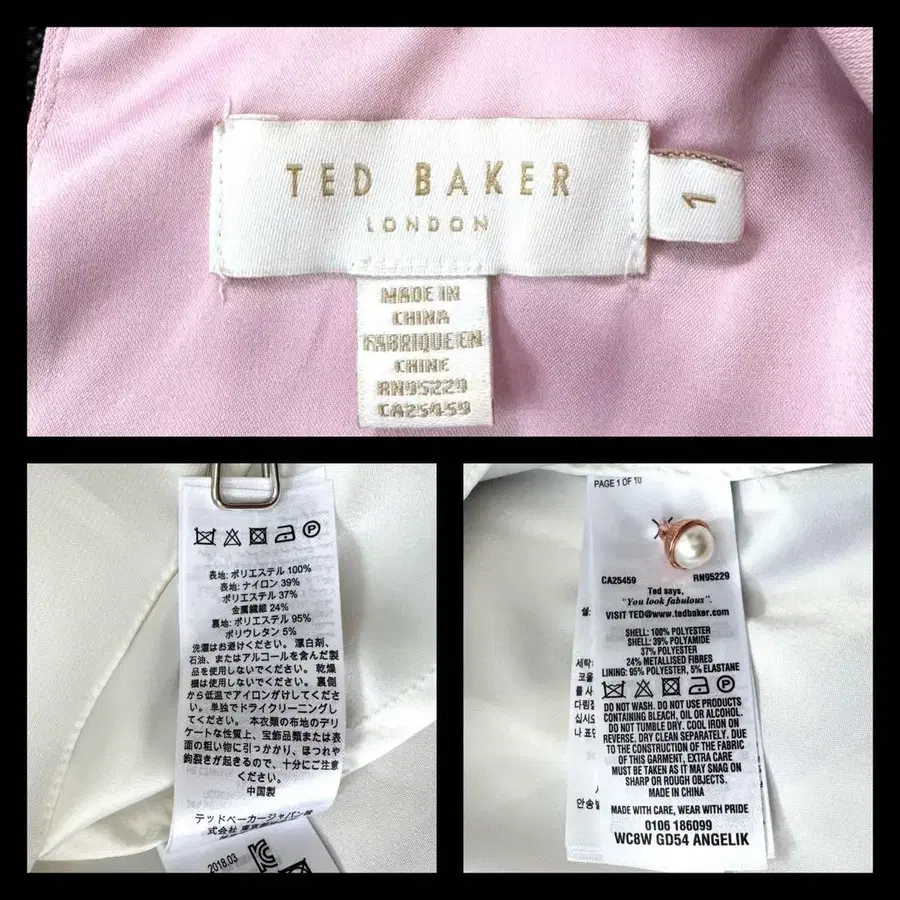 TED BAKER
LONDON
1
MADE IN
CHINA
FABRIQUE EN
CHINE
RN95229
CA25459
P
表地: ポリエステル 100%
表地: ナイロン 39%
ポリエステル 37%
金属繊維 24%
裏地: ポリエステル 95%
ポリウレタン 5%
洗濯はお避けください。漂白剤、
石油、またはアルコールを含んだ製
品を使用しないでください。乾燥
機は使用しないでください。裏側
から低温でアイロンがけしてくださ
い。単独でドライクリーニングし
てください。本衣類の布地のデリ
ケートな性質上、宝飾品類または表
面の粗い物に引っかかり、ほつれや
鉤裂きが起きるので、十分にご注意
ください。
中国製
テッドベーカージャパン株
式会社
2018.03
PAGE 1 OF 10
CA25459
RN95229
Ted says,
"You look fabulous".
VISIT TED@www.tedbaker.com
SHELL: 100% POLYESTER
SHELL: 39% POLYAMIDE
37% POLYESTER
24% METALLISED FIBRES
LINING: 95% POLYESTER, 5% ELASTANE
P
DO NOT WASH. DO NOT USE PRODUCTS
CONTAINING BLEACH, OIL OR ALCOHOL.
DO NOT TUMBLE DRY. COOL IRON ON
REVERSE. DRY CLEAN SEPARATELY. DUE
TO THE CONSTRUCTION OF THE FABRIC
OF THIS GARMENT, EXTRA CARE
MUST BE TAKEN AS IT MAY SNAG ON
SHARP OR ROUGH OBJECTS.
MADE IN CHINA
MADE WITH CARE, WEAR WITH PRIDE
0106 186099
WC8W GD54 ANGELIK